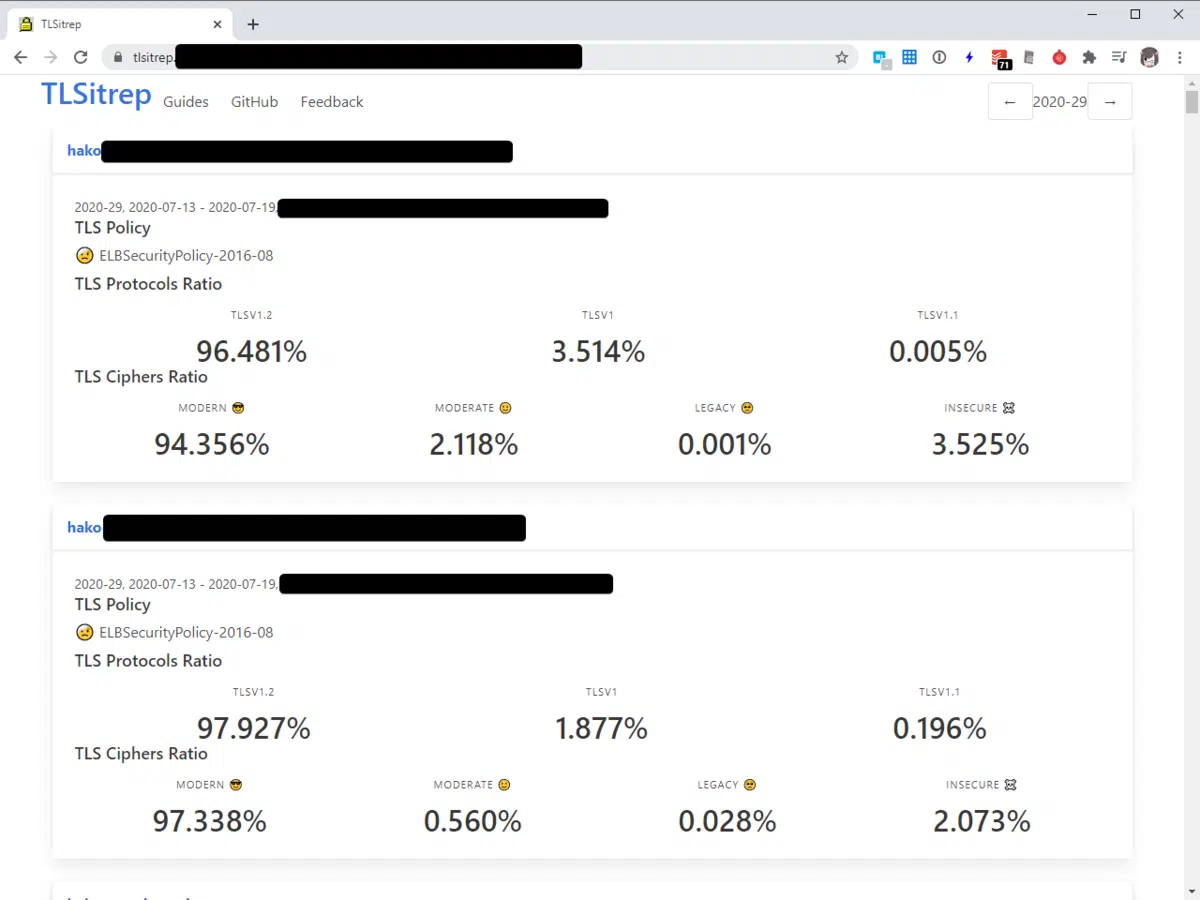 TLSitrep
tlsitrep.
71
TLSitrep Guides GitHub Feedback ← 2020-29 →
hako
2020-29, 2020-07-13 - 2020-07-19,
TLS Policy
ELBSecurityPolicy-2016-08
TLS Protocols Ratio
TLSV1.2 TLSV1 TLSV1.1
96.481% 3.514% 0.005%
TLS Ciphers Ratio
MODERN 😎 MODERATE 😊 LEGACY 🥺 INSECURE ☠
94.356% 2.118% 0.001% 3.525%
hako
2020-29, 2020-07-13 - 2020-07-19,
TLS Policy
ELBSecurityPolicy-2016-08
TLS Protocols Ratio
TLSV1.2 TLSV1 TLSV1.1
97.927% 1.877% 0.196%
TLS Ciphers Ratio
MODERN 😎 MODERATE 😊 LEGACY 🥺 INSECURE ☠
97.338% 0.560% 0.028% 2.073%